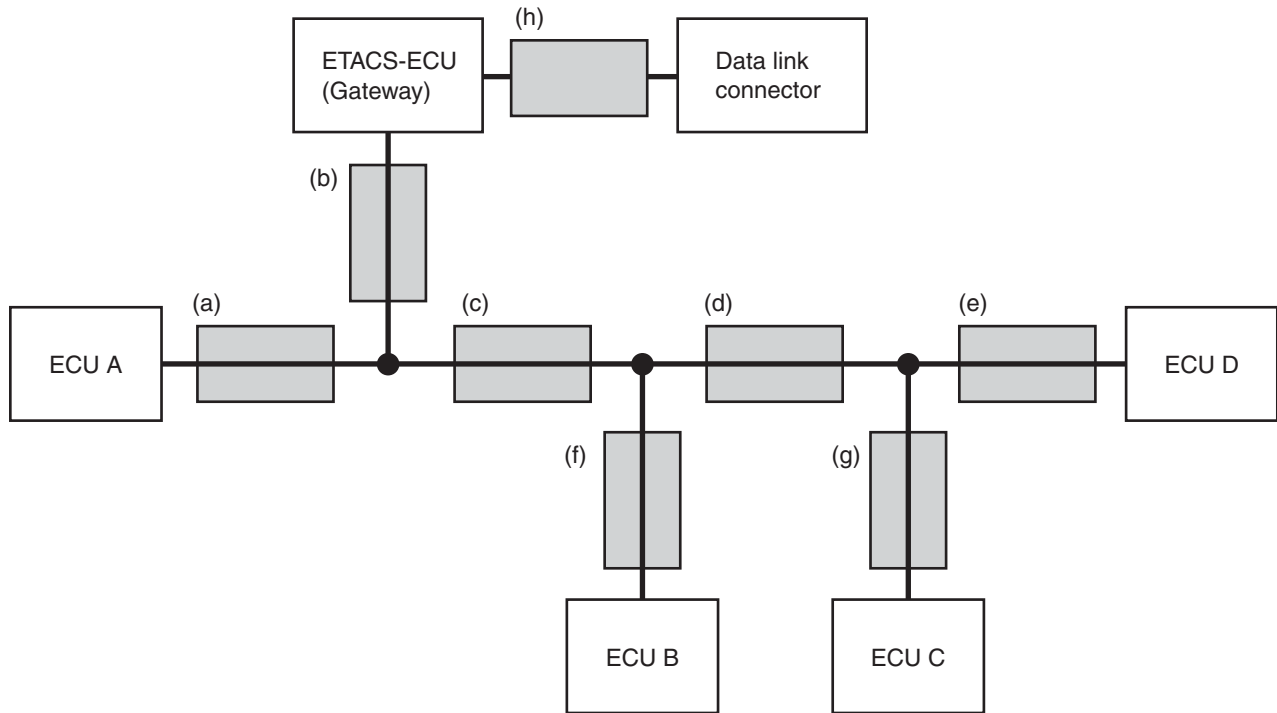 (h)
ETACS-ECU
(Gateway)
Data link
connector
(b)
(a)
(c)
(d)
(e)
ECU A
ECU D
(f)
(g)
ECU B
ECU C